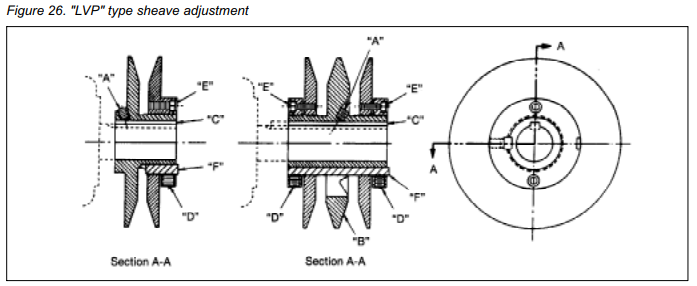 Figure 26. "LVP" type sheave adjustment
"A"
"E"
"C"
"F"
"D"
Section A-A
"A"
"E"
"E"
"C"
"F"
"D"
"D"
"B"
Section A-A
A
A